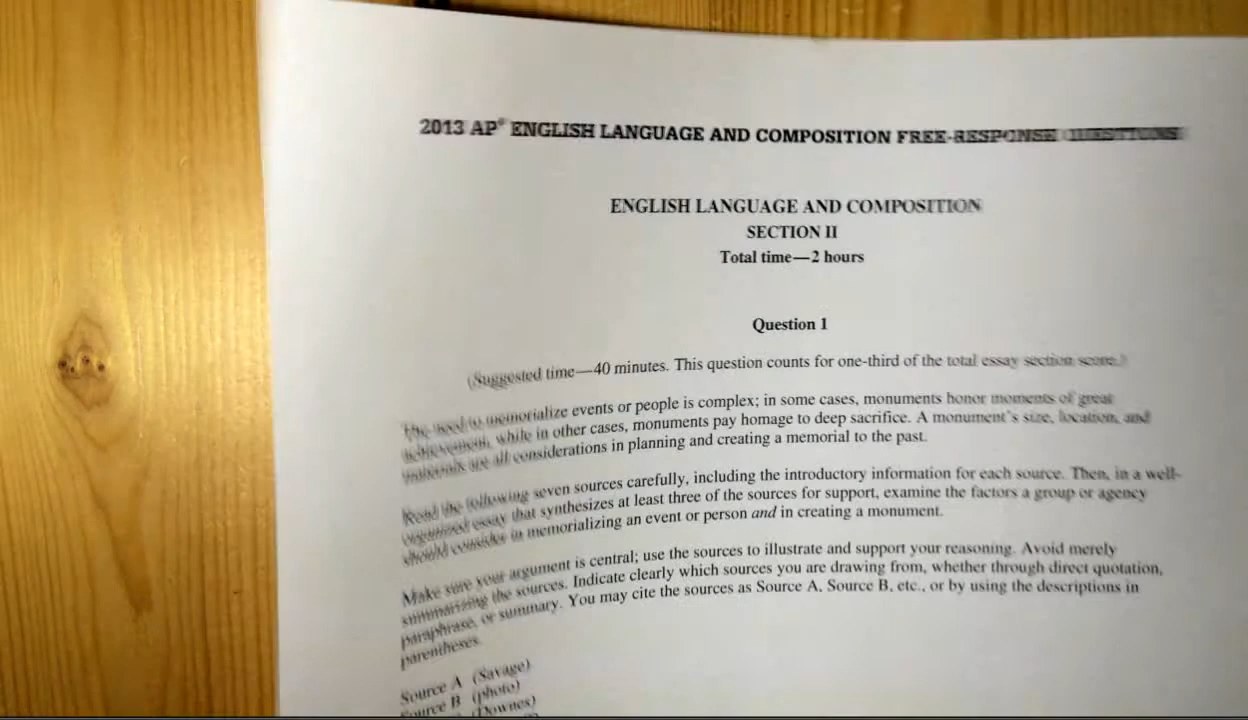 2013 AP® ENGLISH LANGUAGE AND COMPOSITION FREE-RESPONSE QUESTIONS
ENGLISH LANGUAGE AND COMPOSITION
SECTION II
Total time—2 hours
Question 1
(Suggested time—40 minutes. This question counts for one-third of the total essay section score.)
The need to memorialize events or people is complex; in some cases, monuments honor moments of great
achievement, while in other cases, monuments pay homage to deep sacrifice. A monument's size, location, and
materials are all considerations in planning and creating a memorial to the past.
Read the following seven sources carefully, including the introductory information for each source. Then, in a well-
organized essay that synthesizes at least three of the sources for support, examine the factors a group or agency
should consider in memorializing an event or person and in creating a monument.
Make sure your argument is central; use the sources to illustrate and support your reasoning. Avoid merely
summarizing the sources. Indicate clearly which sources you are drawing from, whether through direct quotation,
paraphrase, or summary. You may cite the sources as Source A, Source B, etc., or by using the descriptions in
parentheses.
Source A (Savage)
Source B (photo)
(Downes)